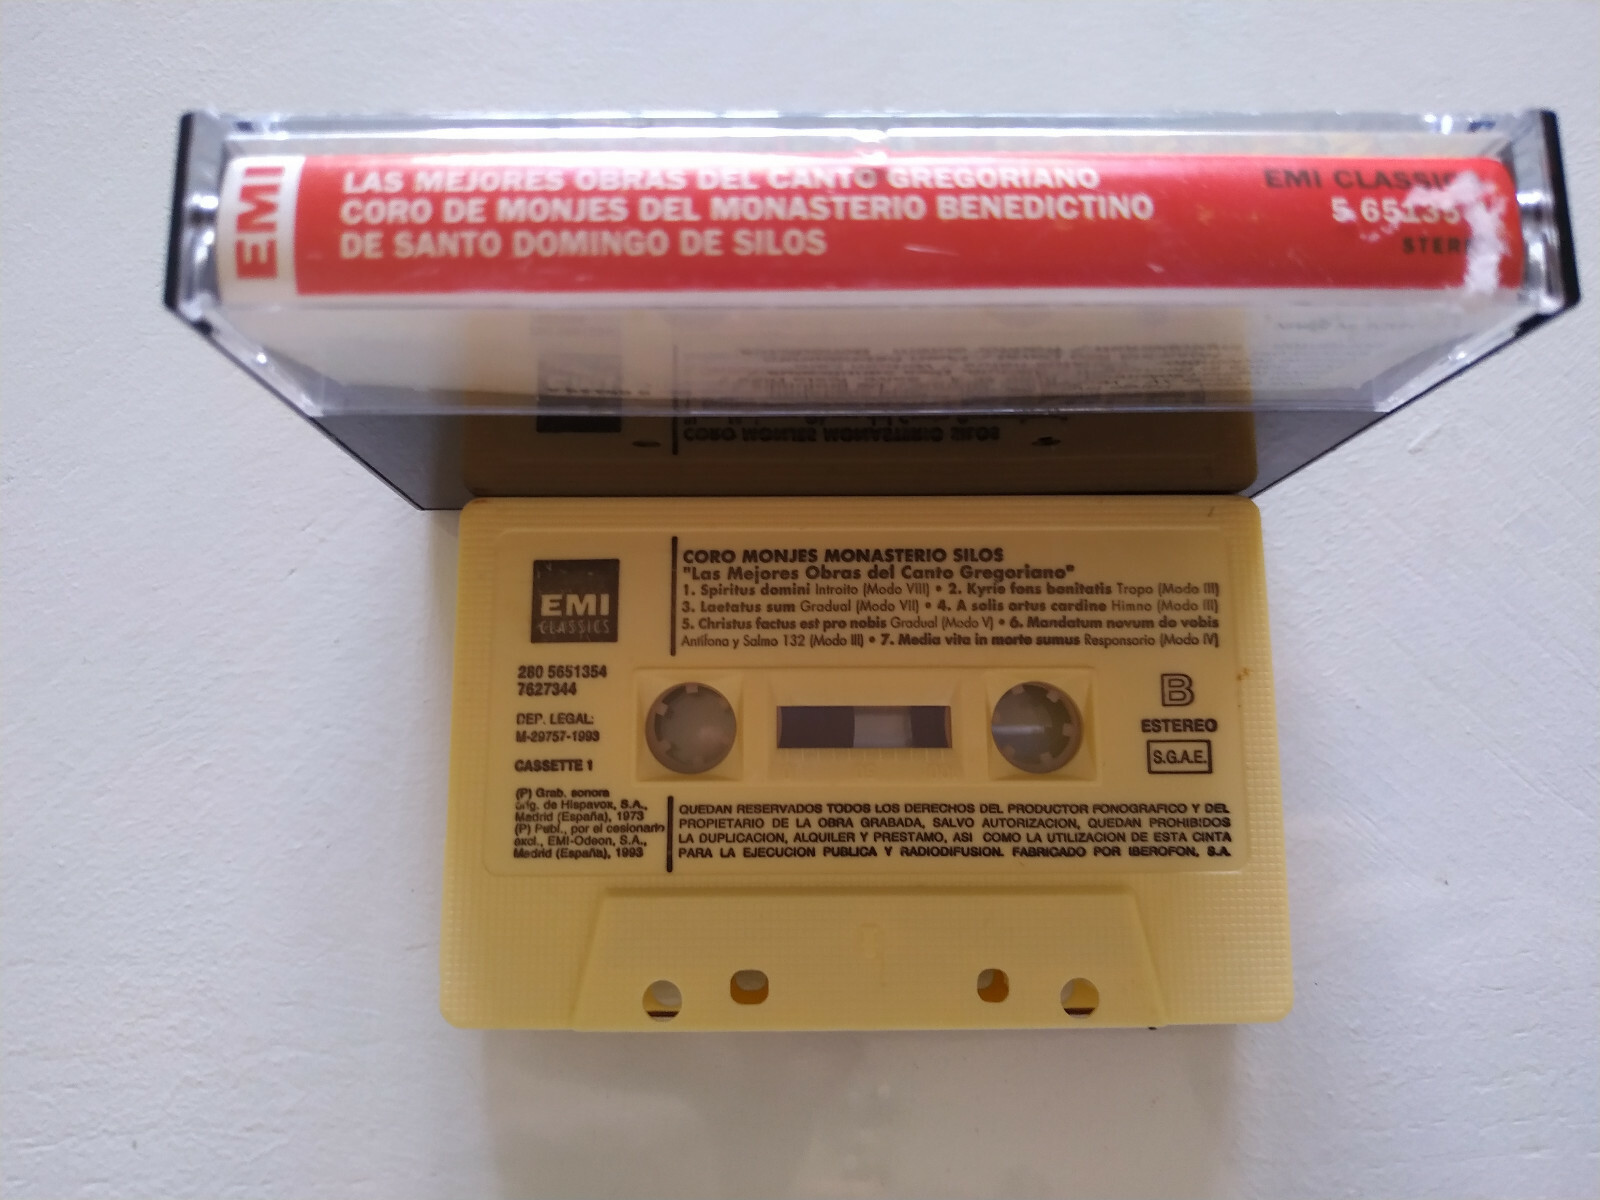 EMI
LAS MEJORES OBRAS DEL CANTO GREGORIANO
CORO DE MONJES DEL MONASTERIO BENEDICTINO
DE SANTO DOMINGO DE SILOS
EMI
STER
CORO MONJES MONASTERIO SILOS
EMI
CLASSICS
CORO MONJES MONASTERIO SILOS
"Las Mejores Obras del Canto Gregoriano"
1. Spiritus domini Introito (Modo VIII) • 2. Kyrie fons bonitatis Tropo (Modo III)
3. Laetatus sum Gradual (Modo VII) • 4. A solis ortus cardine Himno (Modo III)
5. Christus factus est pro nobis Gradual (Modo V) • 6. Mandatum novum do vobis
Antífona y Salmo 132 (Modo III) • 7. Media vita in morte sumus Responsorio (Modo IV)
280 5651354
7627344
DEP. LEGAL:
M-29757-1993
CASSETTE 1
B
ESTEREO
S.G.A.E.
(P) Grab. sonora
orig. de Hispavox, S.A.,
Madrid (España), 1973
(P) Publ., por el cesionario
excl., EMI-Odeon, S.A.,
Madrid (España), 1993
QUEDAN RESERVADOS TODOS LOS DERECHOS DEL PRODUCTOR FONOGRAFICO Y DEL
PROPIETARIO DE LA OBRA GRABADA, SALVO AUTORIZACION, QUEDAN PROHIBIDOS
LA DUPLICACION, ALQUILER Y PRESTAMO, ASI COMO LA UTILIZACION DE ESTA CINTA
PARA LA EJECUCION PUBLICA Y RADIODIFUSION. FABRICADO POR IBEROFON, S.A.